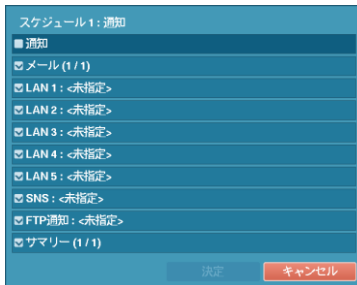 スケジュール 1 : 通知
通知
メール (1 / 1)
LAN 1 : <未指定>
LAN 2 : <未指定>
LAN 3 : <未指定>
LAN 4 : <未指定>
LAN 5 : <未指定>
SNS : <未指定>
FTP通知 : <未指定>
サマリー (1 / 1)
決定
キャンセル